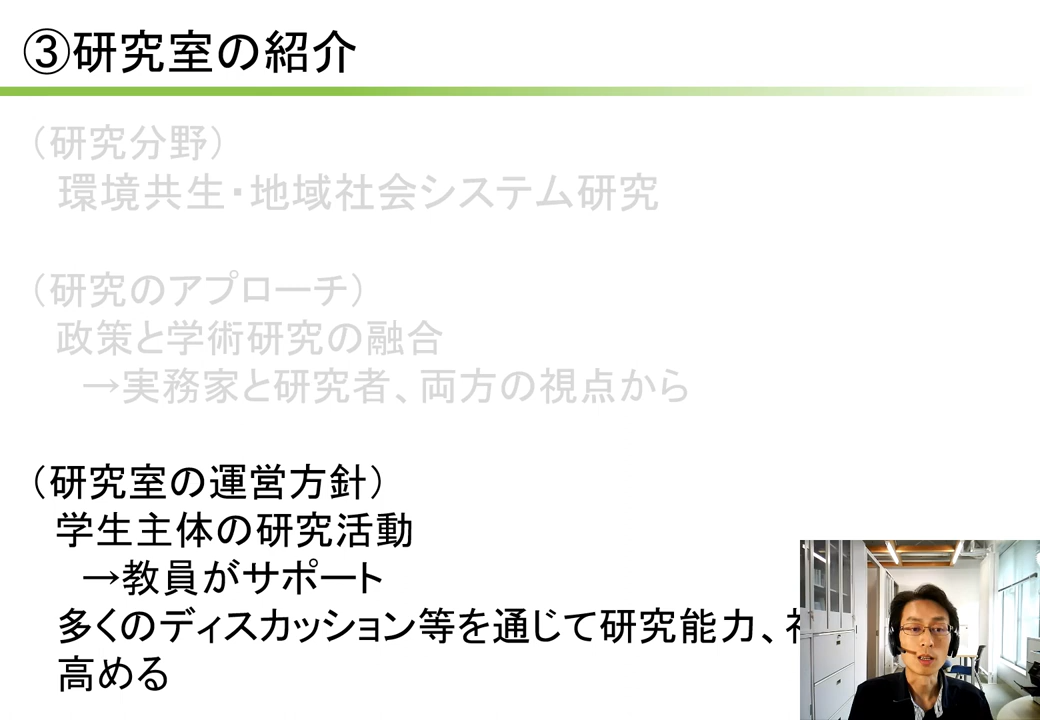 ③研究室の紹介
（研究分野）
環境共生・地域社会システム研究
（研究のアプローチ）
政策と学術研究の融合
→実務家と研究者、両方の視点から
（研究室の運営方針）
学生主体の研究活動
→教員がサポート
多くのディスカッション等を通じて研究能力、
高める